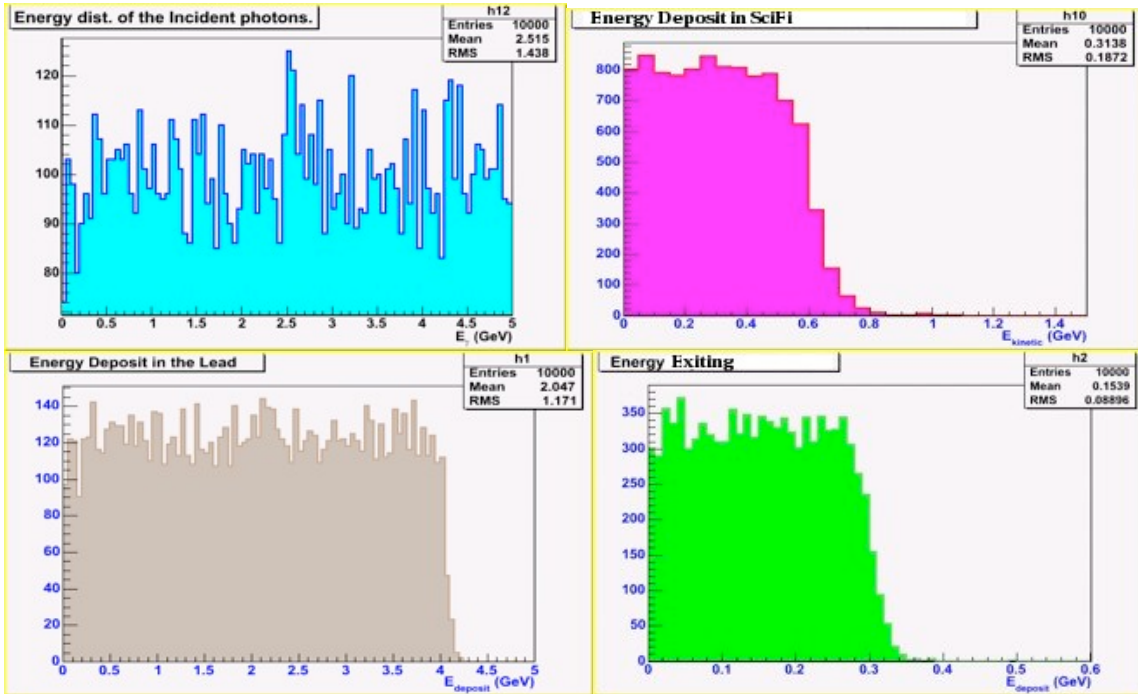 Energy dist. of the Incident photons.
h12
Entries 10000
Mean 2.515
RMS 1.438
120
110
100
90
80
0 0.5 1 1.5 2 2.5 3 3.5 4 4.5 5
Eγ (GeV)
Energy Deposit in SciFi
h10
Entries 10000
Mean 0.3138
RMS 0.1872
800
700
600
500
400
300
200
100
0
0 0.2 0.4 0.6 0.8 1 1.2 1.4
Ekinetic (GeV)
Energy Deposit in the Lead
h1
Entries 10000
Mean 2.047
RMS 1.171
140
120
100
80
60
40
20
0
0 0.5 1 1.5 2 2.5 3 3.5 4 4.5 5
Edeposit (GeV)
Energy Exiting
h2
Entries 10000
Mean 0.1539
RMS 0.08896
350
300
250
200
150
100
50
0
0 0.1 0.2 0.3 0.4 0.5 0.6
Edeposit (GeV)